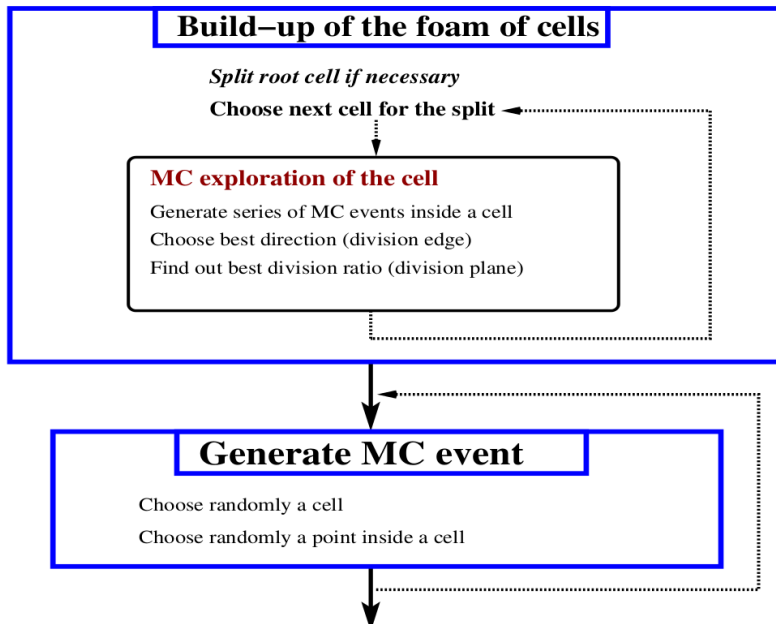 Build−up of the foam of cells
Split root cell if necessary
Choose next cell for the split
MC exploration of the cell
Generate series of MC events inside a cell
Choose best direction (division edge)
Find out best division ratio (division plane)
Generate MC event
Choose randomly a cell
Choose randomly a point inside a cell